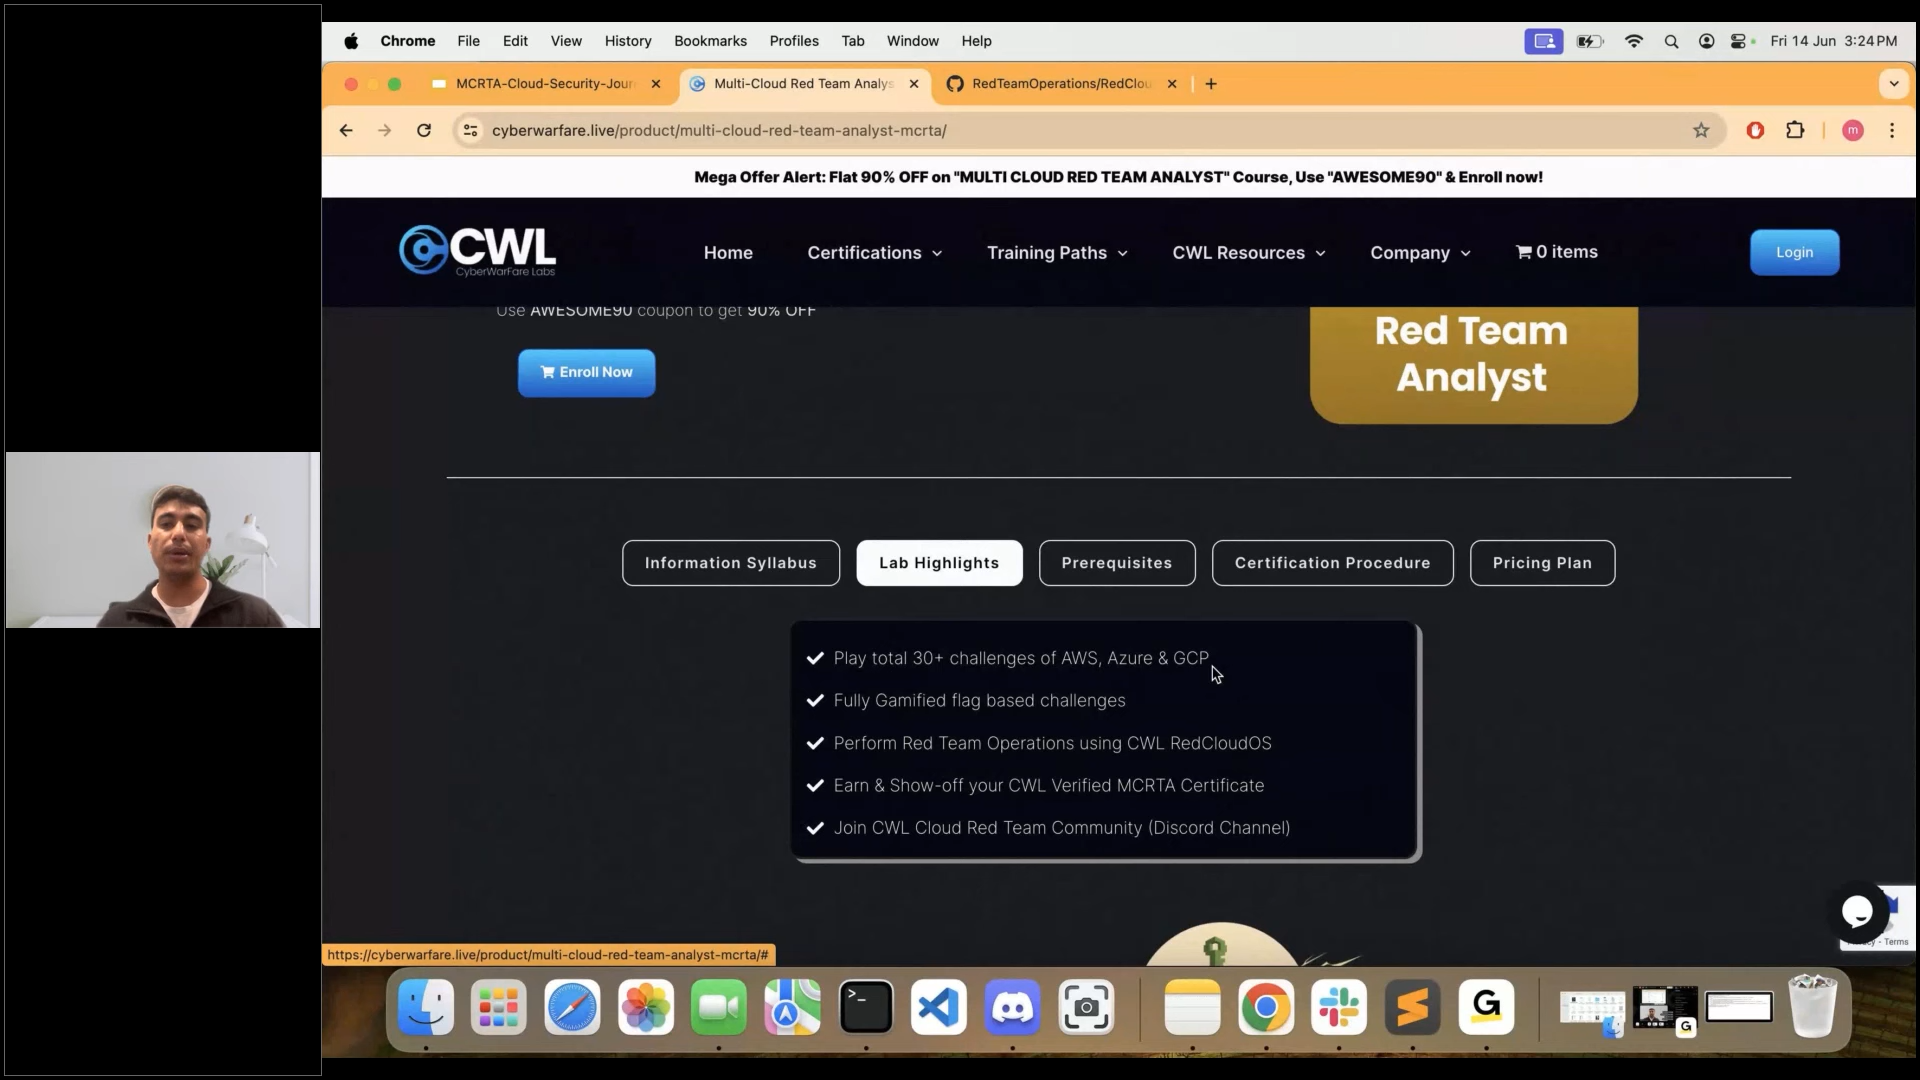 Chrome File Edit View History Bookmarks Profiles Tab Window Help Fri 14 Jun 3:24 PM
MCRTA-Cloud-Security-Jour Multi-Cloud Red Team Analys RedTeamOperations/RedClou
cyberwarfare.live/product/multi-cloud-red-team-analyst-mcrta/ m
Mega Offer Alert: Flat 90% OFF on "MULTI CLOUD RED TEAM ANALYST" Course, Use "AWESOME90" & Enroll now!
CWL
CyberWarFare Labs
Home Certifications Training Paths CWL Resources Company 0 items Login
Use AWESOME90 coupon to get 90% OFF
Enroll Now
Red Team
Analyst
Information Syllabus Lab Highlights Prerequisites Certification Procedure Pricing Plan
Play total 30+ challenges of AWS, Azure & GCP
Fully Gamified flag based challenges
Perform Red Team Operations using CWL RedCloudOS
Earn & Show-off your CWL Verified MCRTA Certificate
Join CWL Cloud Red Team Community (Discord Channel)
- Terms
https://cyberwarfare.live/product/multi-cloud-red-team-analyst-mcrta/#